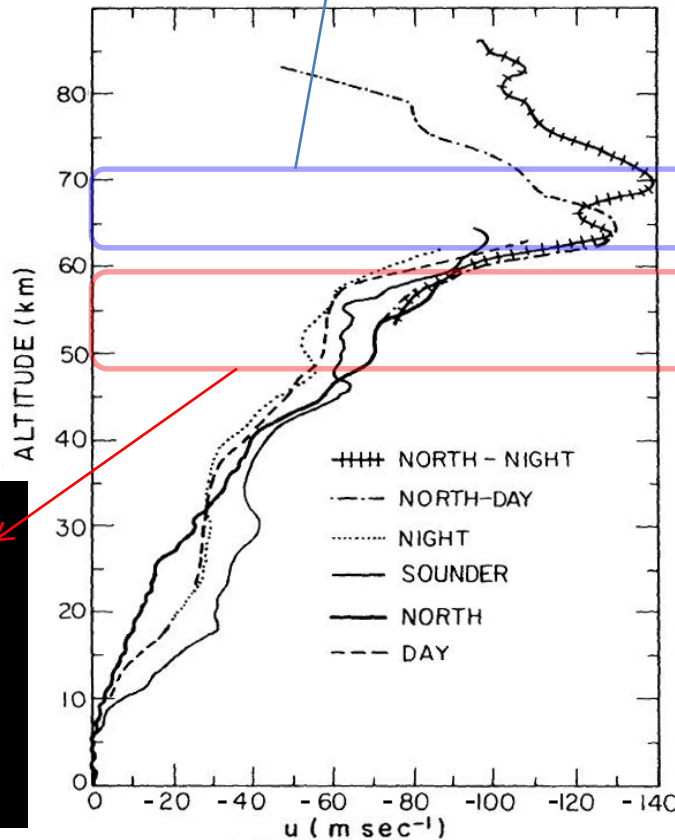 80
70
60
50
40
30
20
10
0
ALTITUDE (km)
NORTH - NIGHT
NORTH-DAY
NIGHT
SOUNDER
NORTH
DAY
0 -20 -40 -60 -80 -100 -120 -140
u ( m sec⁻¹)